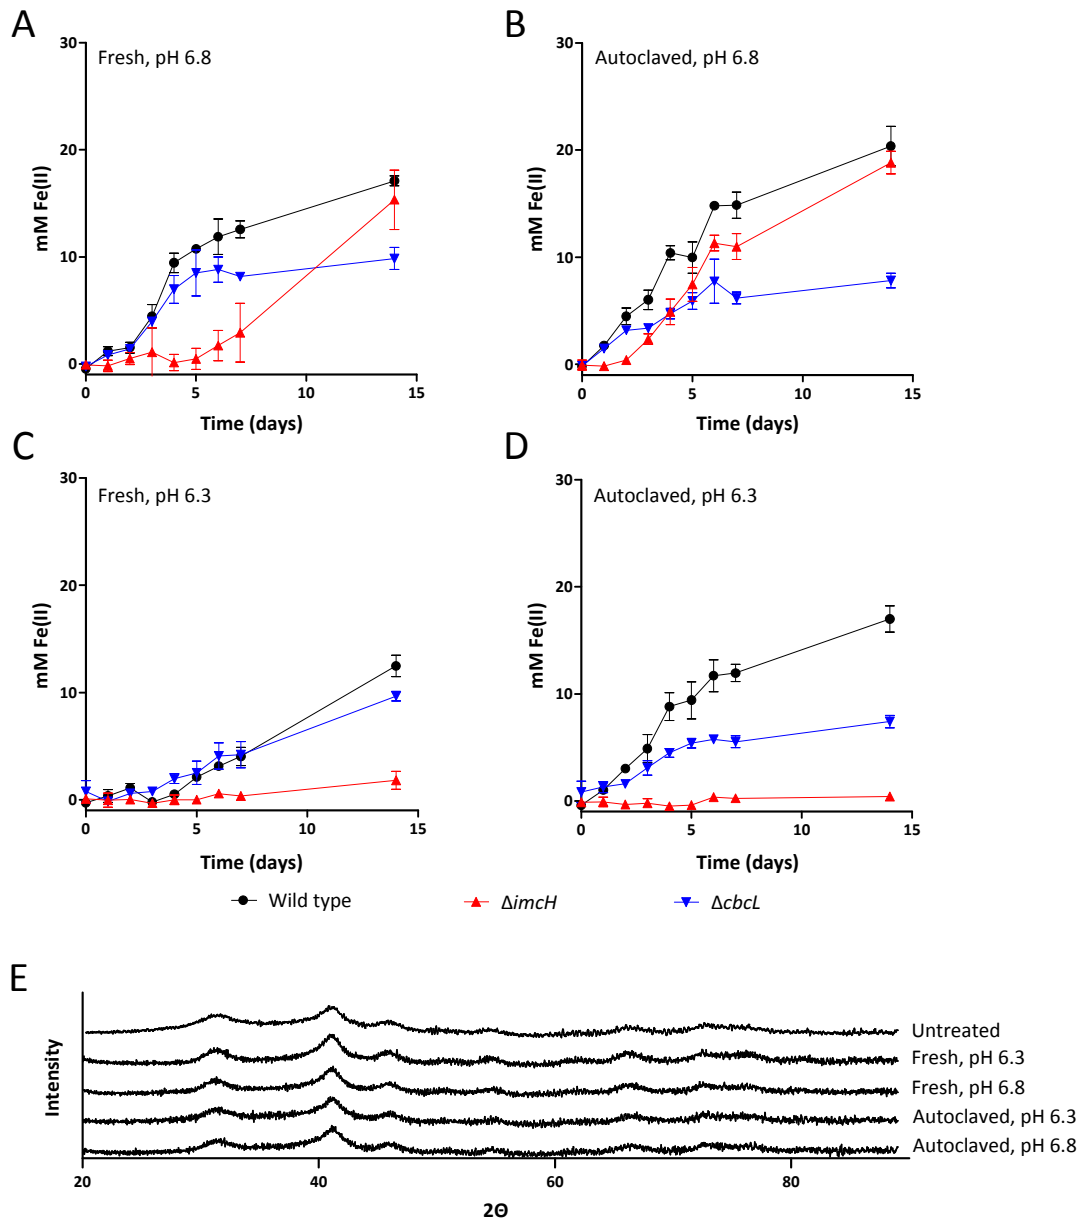 A
Fresh, pH 6.8
30
20
10
0
mM Fe(II)
0 5 10 15
Time (days)
B
Autoclaved, pH 6.8
30
20
10
0
mM Fe(II)
0 5 10 15
Time (days)
C
Fresh, pH 6.3
30
20
10
0
mM Fe(II)
0 5 10 15
Time (days)
D
Autoclaved, pH 6.3
30
20
10
0
mM Fe(II)
0 5 10 15
Time (days)
Wild type ΔimcH ΔcbcL
E
Intensity
Untreated
Fresh, pH 6.3
Fresh, pH 6.8
Autoclaved, pH 6.3
Autoclaved, pH 6.8
20 40 60 80
2Θ